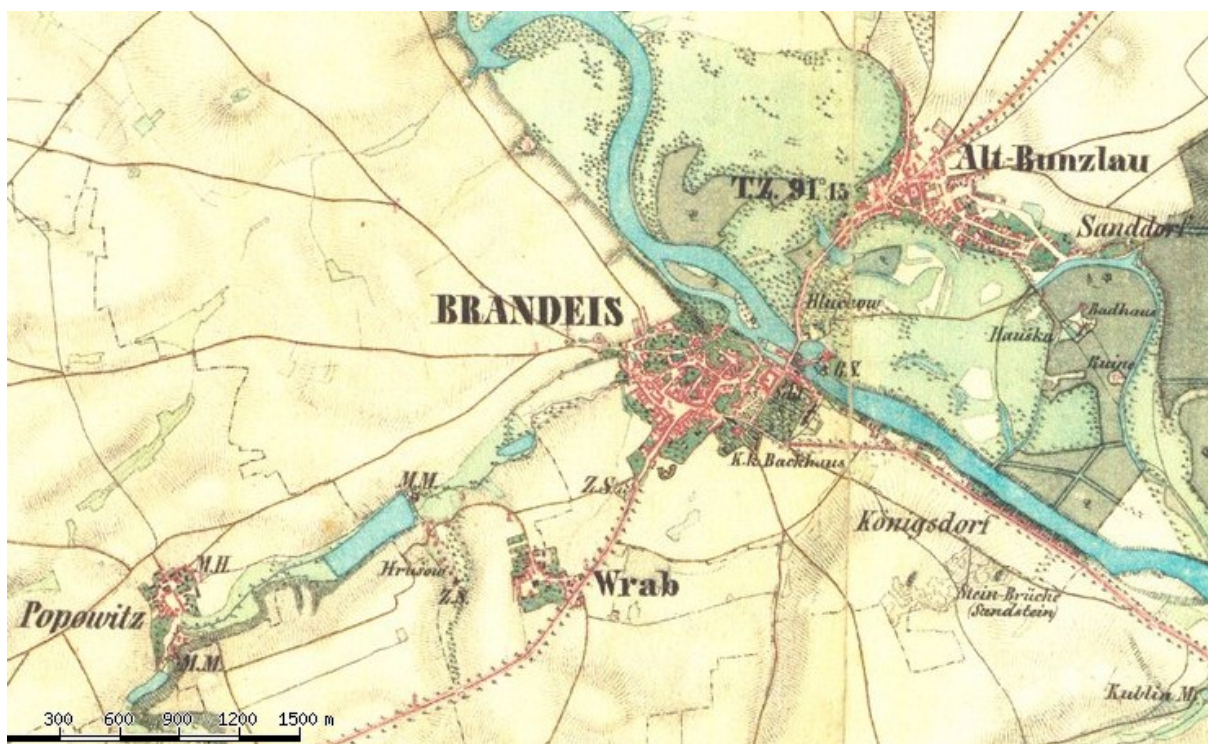 Alt-Bunzlau
T.Z. 91°15
Sanddorf
BRANDEIS
Badhaus
Hauška
Ruine
M.M.
Z.S.
K.k. Backhaus
Königsdorf
M.H.
Hrusow
Z.S.
Wrab
Stein-Brüche
(Sandstein)
Popowitz
M.M.
300 600 900 1200 1500 m